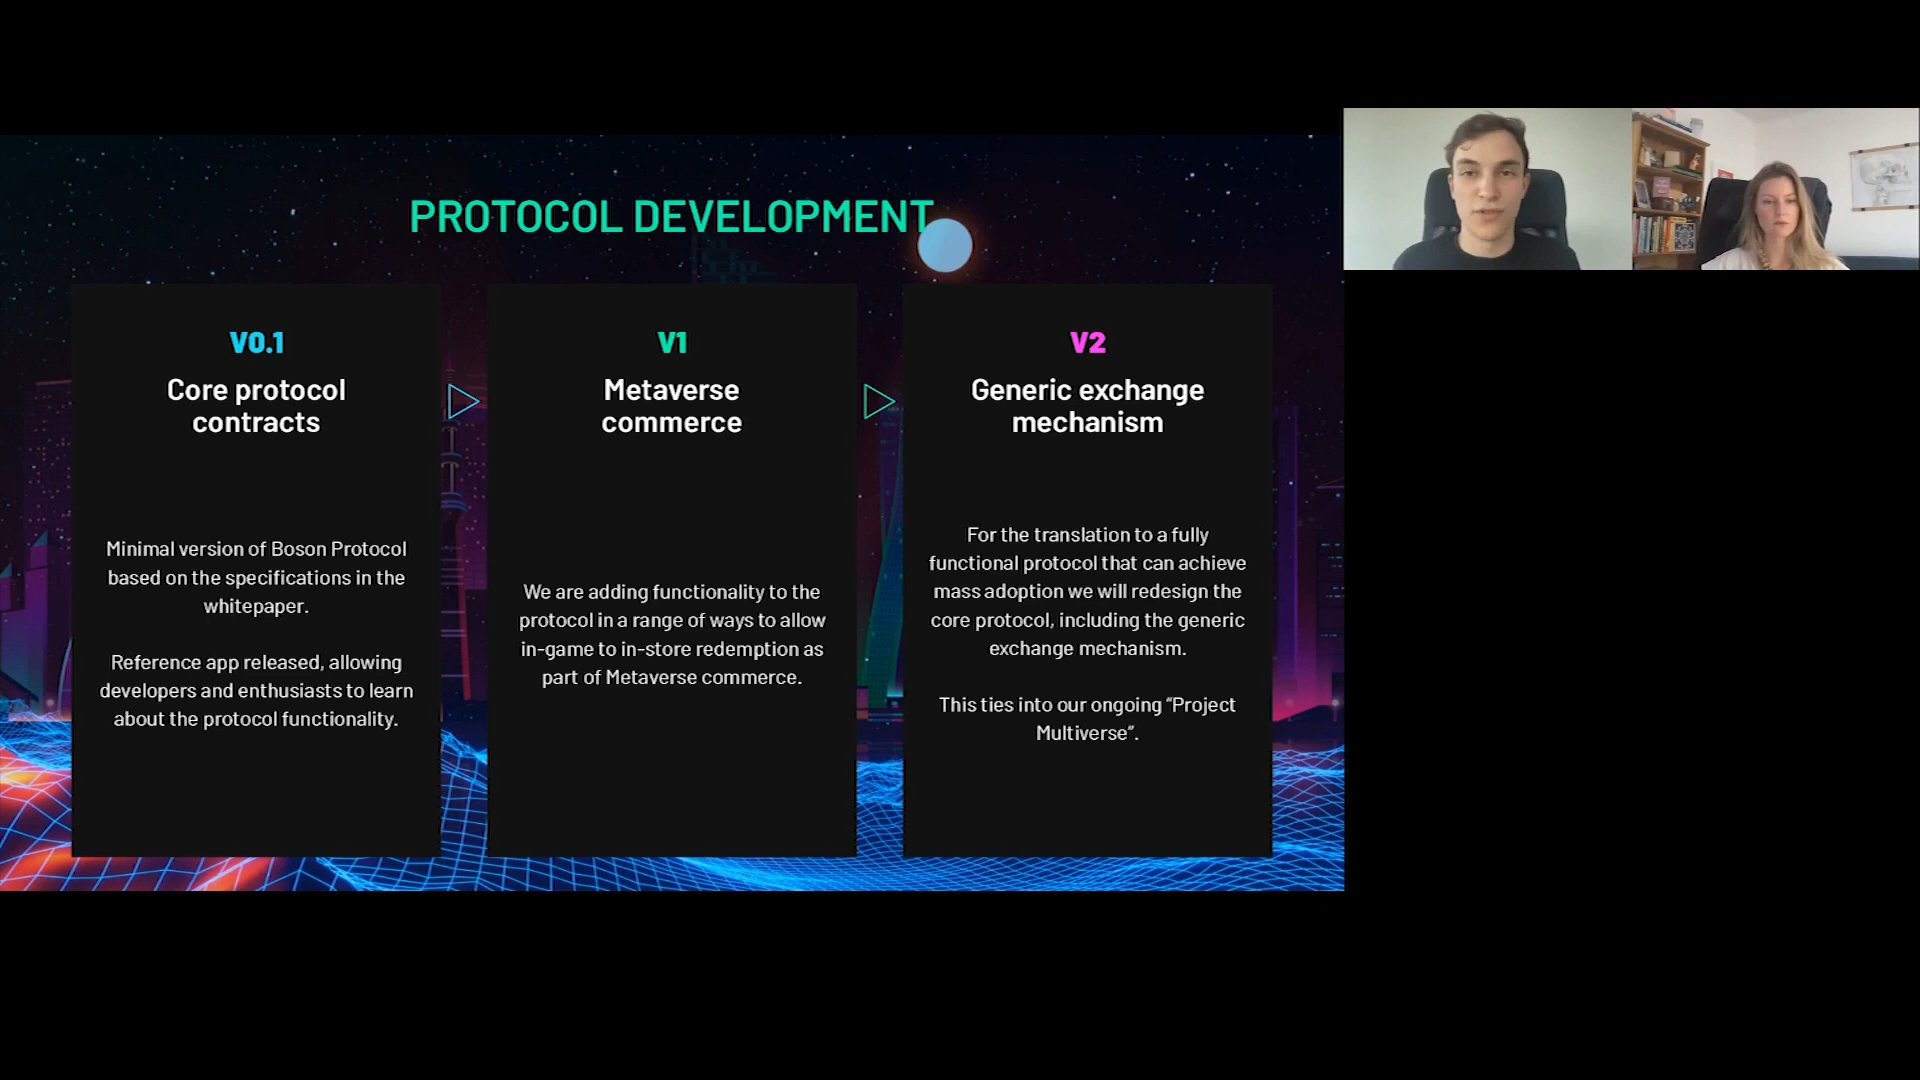 PROTOCOL DEVELOPMENT
V0.1
Core protocol
contracts
Minimal version of Boson Protocol
based on the specifications in the
whitepaper.
Reference app released, allowing
developers and enthusiasts to learn
about the protocol functionality.
V1
Metaverse
commerce
We are adding functionality to the
protocol in a range of ways to allow
in-game to in-store redemption as
part of Metaverse commerce.
V2
Generic exchange
mechanism
For the translation to a fully
functional protocol that can achieve
mass adoption we will redesign the
core protocol, including the generic
exchange mechanism.
This ties into our ongoing “Project
Multiverse”.